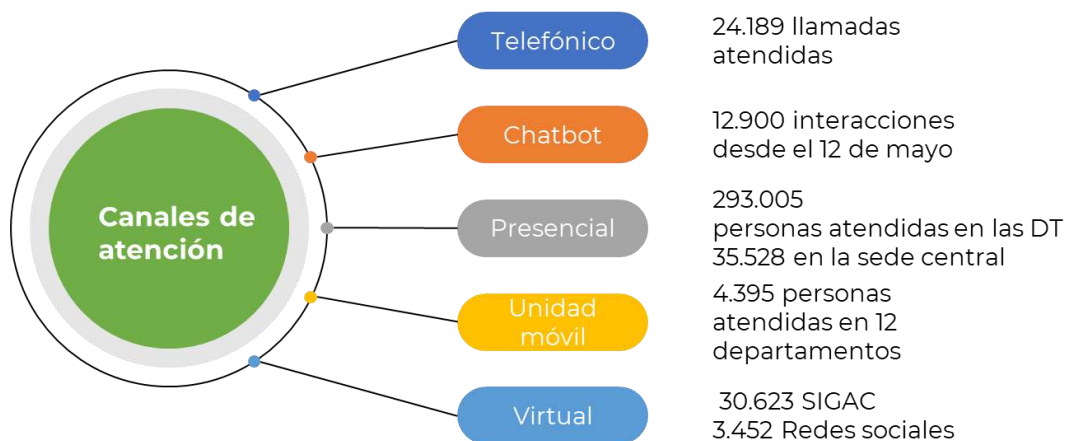 Canales de
atención
Telefónico
24.189 llamadas
atendidas
Chatbot
12.900 interacciones
desde el 12 de mayo
Presencial
293.005
personas atendidas en las DT
35.528 en la sede central
Unidad
móvil
4.395 personas
atendidas en 12
departamentos
Virtual
30.623 SIGAC
3.452 Redes sociales